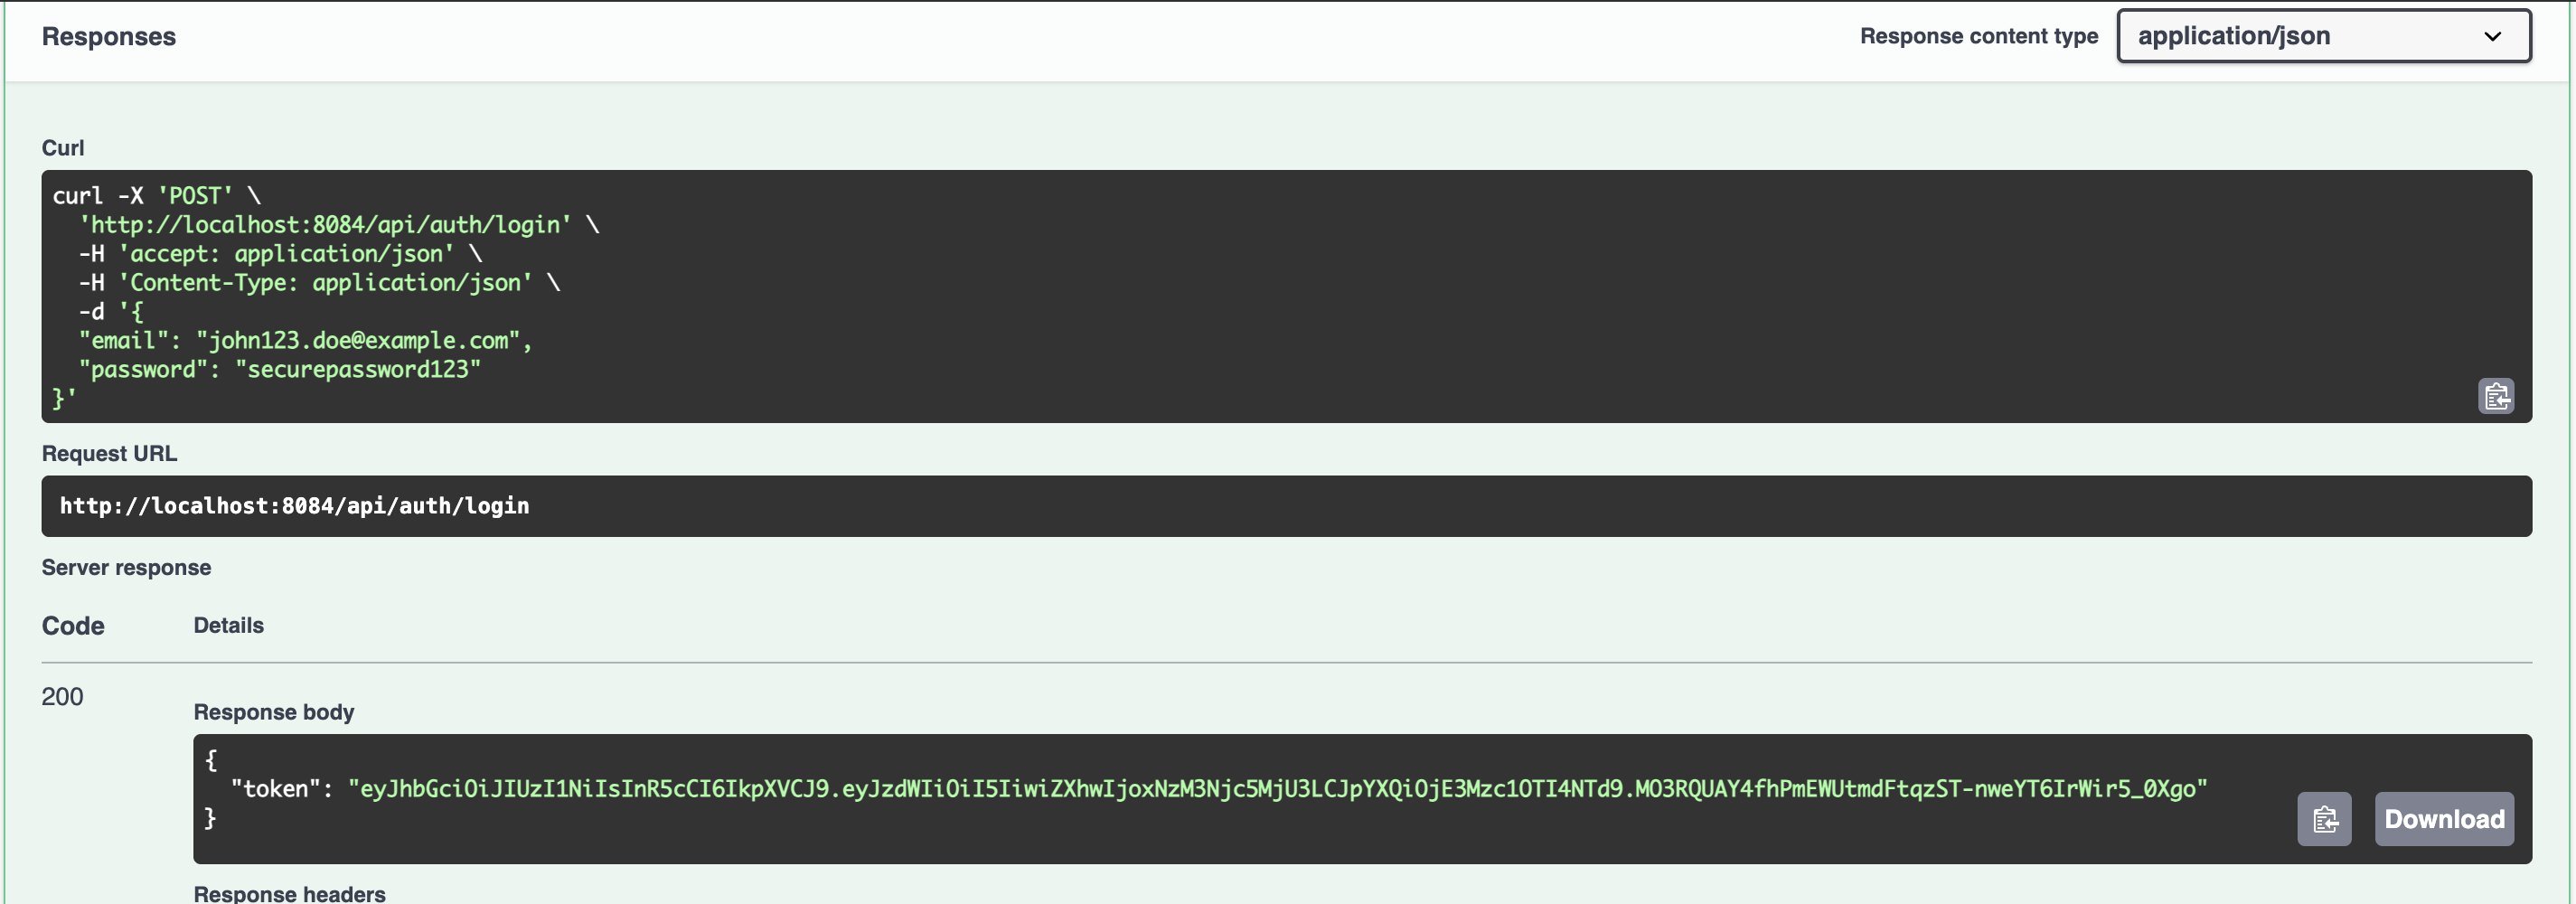 Responses
Response content type
application/json
Curl
curl -X 'POST' \
  'http://localhost:8084/api/auth/login' \
  -H 'accept: application/json' \
  -H 'Content-Type: application/json' \
  -d '{
  "email": "john123.doe@example.com",
  "password": "securepassword123"
}'
Request URL
http://localhost:8084/api/auth/login
Server response
Code Details
200
Response body
{
  "token": "eyJhbGciOiJIUzI1NiIsInR5cCI6IkpXVCJ9.eyJzdWIiOiI5IiwiZXhwIjoxNzM3Njc5MjU3LCJpYXQiOjE3Mzc1OTI4NTd9.MO3RQUAY4fhPmEWUtmdFtqzST-nweYT6IrWir5_0Xgo"
}
Download
Response headers